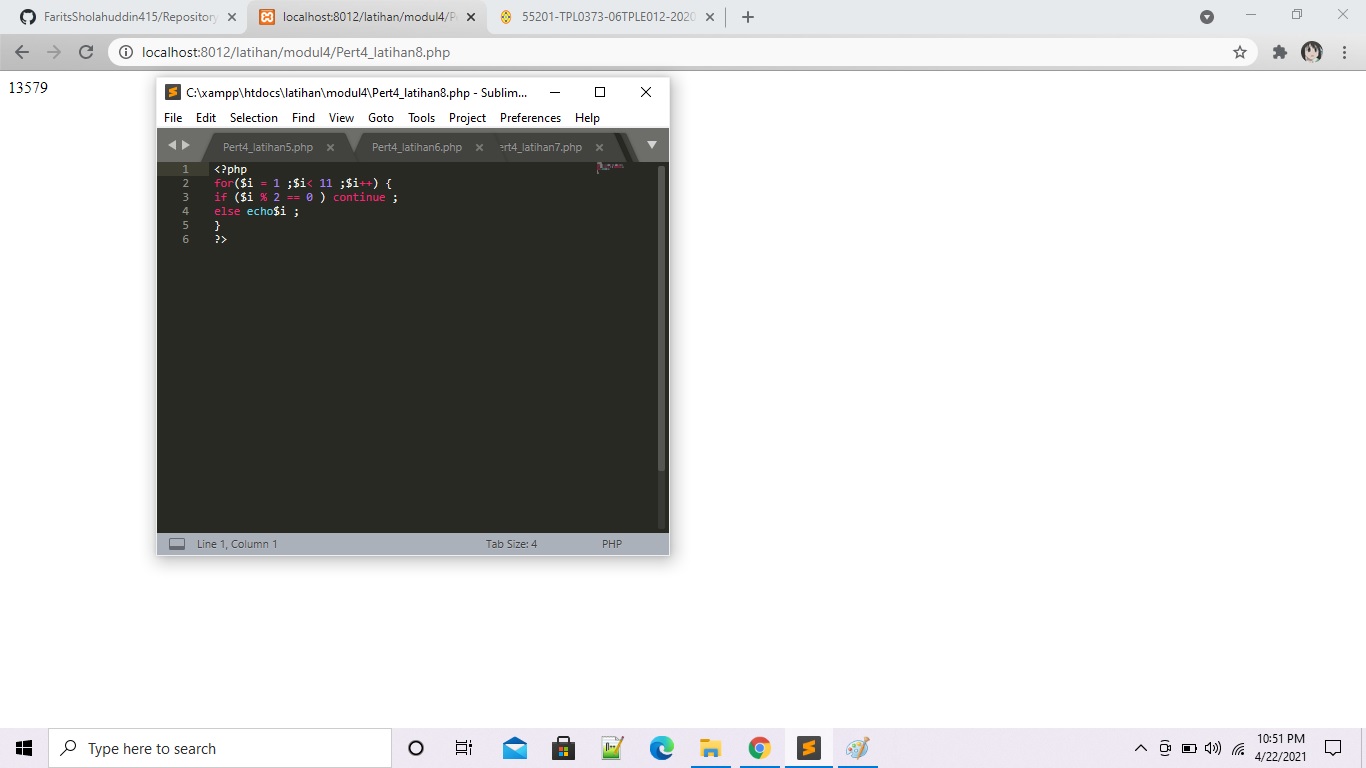 FaritsSholahuddin415/Repository
localhost:8012/latihan/modul4/P
55201-TPL0373-06TPLE012-2020
localhost:8012/latihan/modul4/Pert4_latihan8.php
13579
C:\xampp\htdocs\latihan\modul4\Pert4_latihan8.php - Sublim...
File Edit Selection Find View Goto Tools Project Preferences Help
Pert4_latihan5.php Pert4_latihan6.php ert4_latihan7.php
1 <?php
2 for($i = 1 ;$i< 11 ;$i++) {
3 if ($i % 2 == 0 ) continue ;
4 else echo$i ;
5 }
6 ?>
Line 1, Column 1 Tab Size: 4 PHP
Type here to search
10:51 PM
4/22/2021